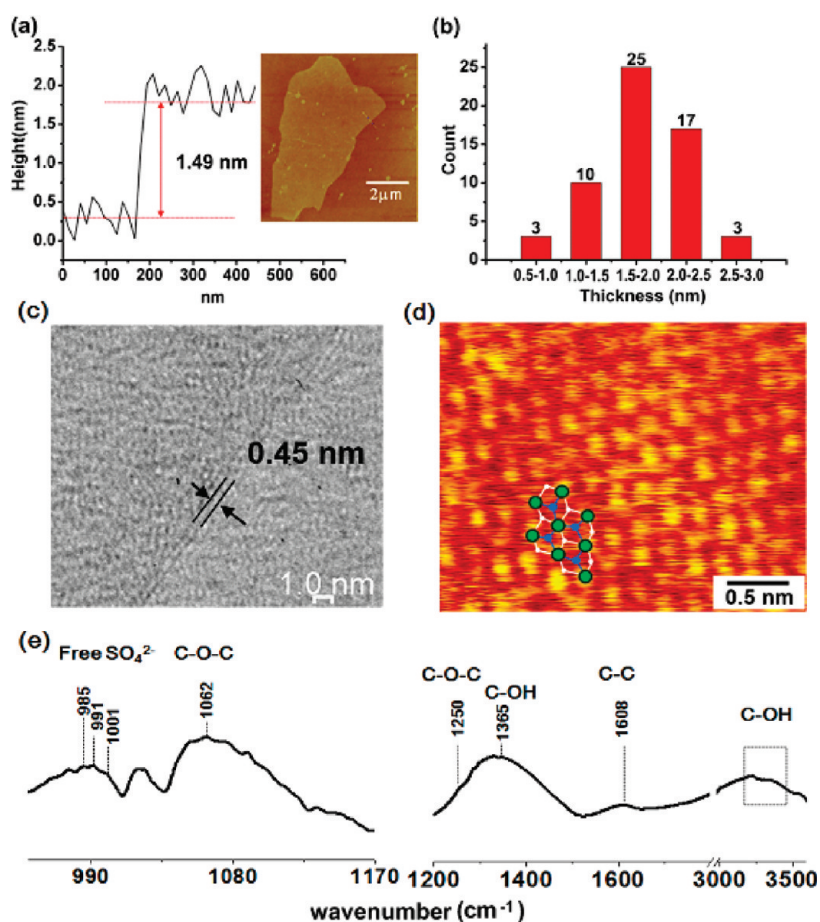 (a)
Height(nm)
2.5
2.0
1.5
1.0
0.5
0.0
1.49 nm
2μm
0 100 200 300 400 500 600
nm
(b)
Count
25
20
15
10
5
0
3
10
25
17
3
0.5-1.0 1.0-1.5 1.5-2.0 2.0-2.5 2.5-3.0
Thickness (nm)
(c)
0.45 nm
1.0 nm
(d)
0.5 nm
(e)
Free SO₄²⁻ C-O-C
985
991
1001
1062
C-O-C
1250
C-OH
1365
C-C
1608
C-OH
990 1080 1170 1200 1400 1600 3000 3500
wavenumber (cm⁻¹)